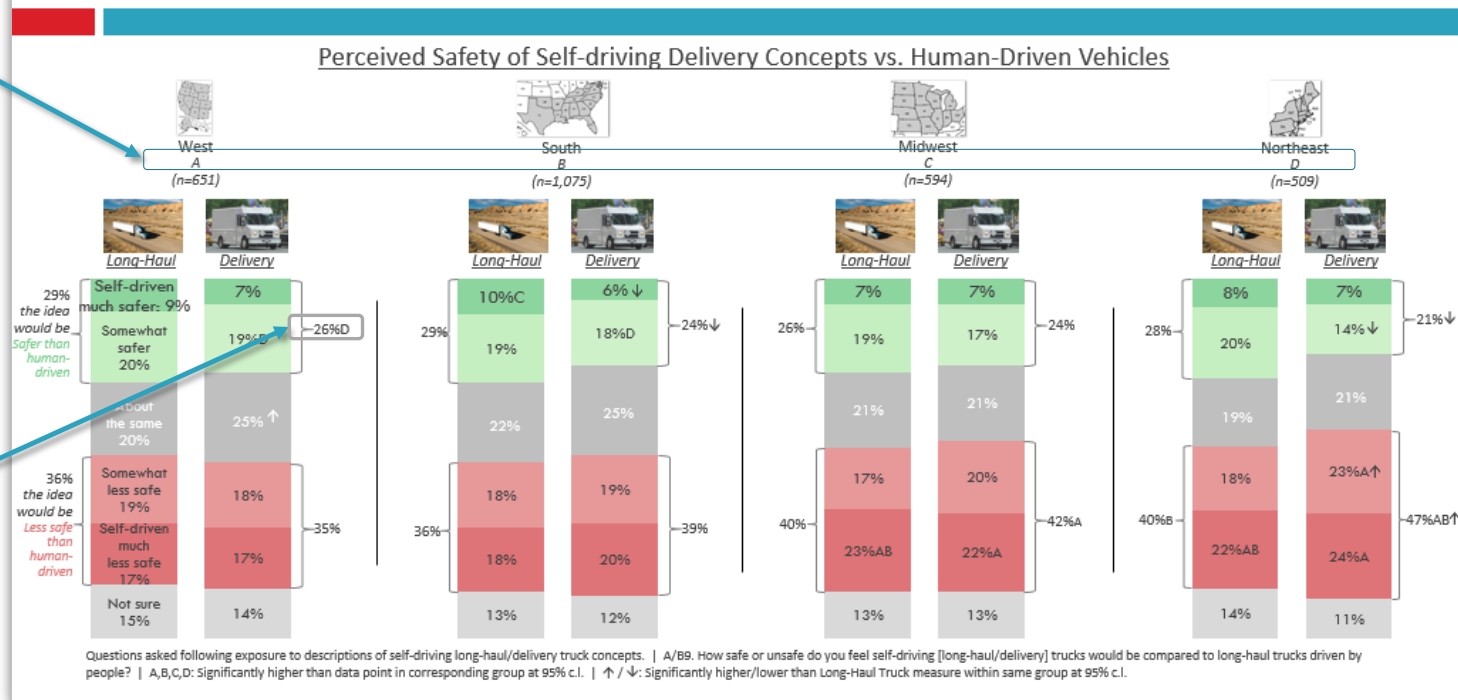 Perceived Safety of Self-driving Delivery Concepts vs. Human-Driven Vehicles
West
A
(n=651)
South
B
(n=1,075)
Midwest
C
(n=594)
Northeast
D
(n=509)
Long-Haul
Delivery
Long-Haul
Delivery
Long-Haul
Delivery
Long-Haul
Delivery
29%
the idea
would be
Safer than
human-
driven
36%
the idea
would be
Less safe
than
human-
driven
Self-driven
much safer: 9%
Somewhat
safer
20%
About
the same
20%
Somewhat
less safe
19%
Self-driven
much
less safe
17%
Not sure
15%
7%
19%D
25% ↑
18%
17%
14%
26%D
35%
29%
36%
10%C
19%
22%
18%
18%
13%
6% ↓
18%D
25%
19%
20%
12%
24%↓
39%
26%
40%
7%
19%
21%
17%
23%AB
13%
7%
17%
21%
20%
22%A
13%
24%
42%A
28%
40%B
8%
20%
19%
18%
22%AB
14%
7%
14%↓
21%
23%A↑
24%A
11%
21%↓
47%AB↑
Questions asked following exposure to descriptions of self-driving long-haul/delivery truck concepts. | A/B9. How safe or unsafe do you feel self-driving [long-haul/delivery] trucks would be compared to long-haul trucks driven by
people? | A,B,C,D: Significantly higher than data point in corresponding group at 95% c.l. | ↑ / ↓: Significantly higher/lower than Long-Haul Truck measure within same group at 95% c.l.